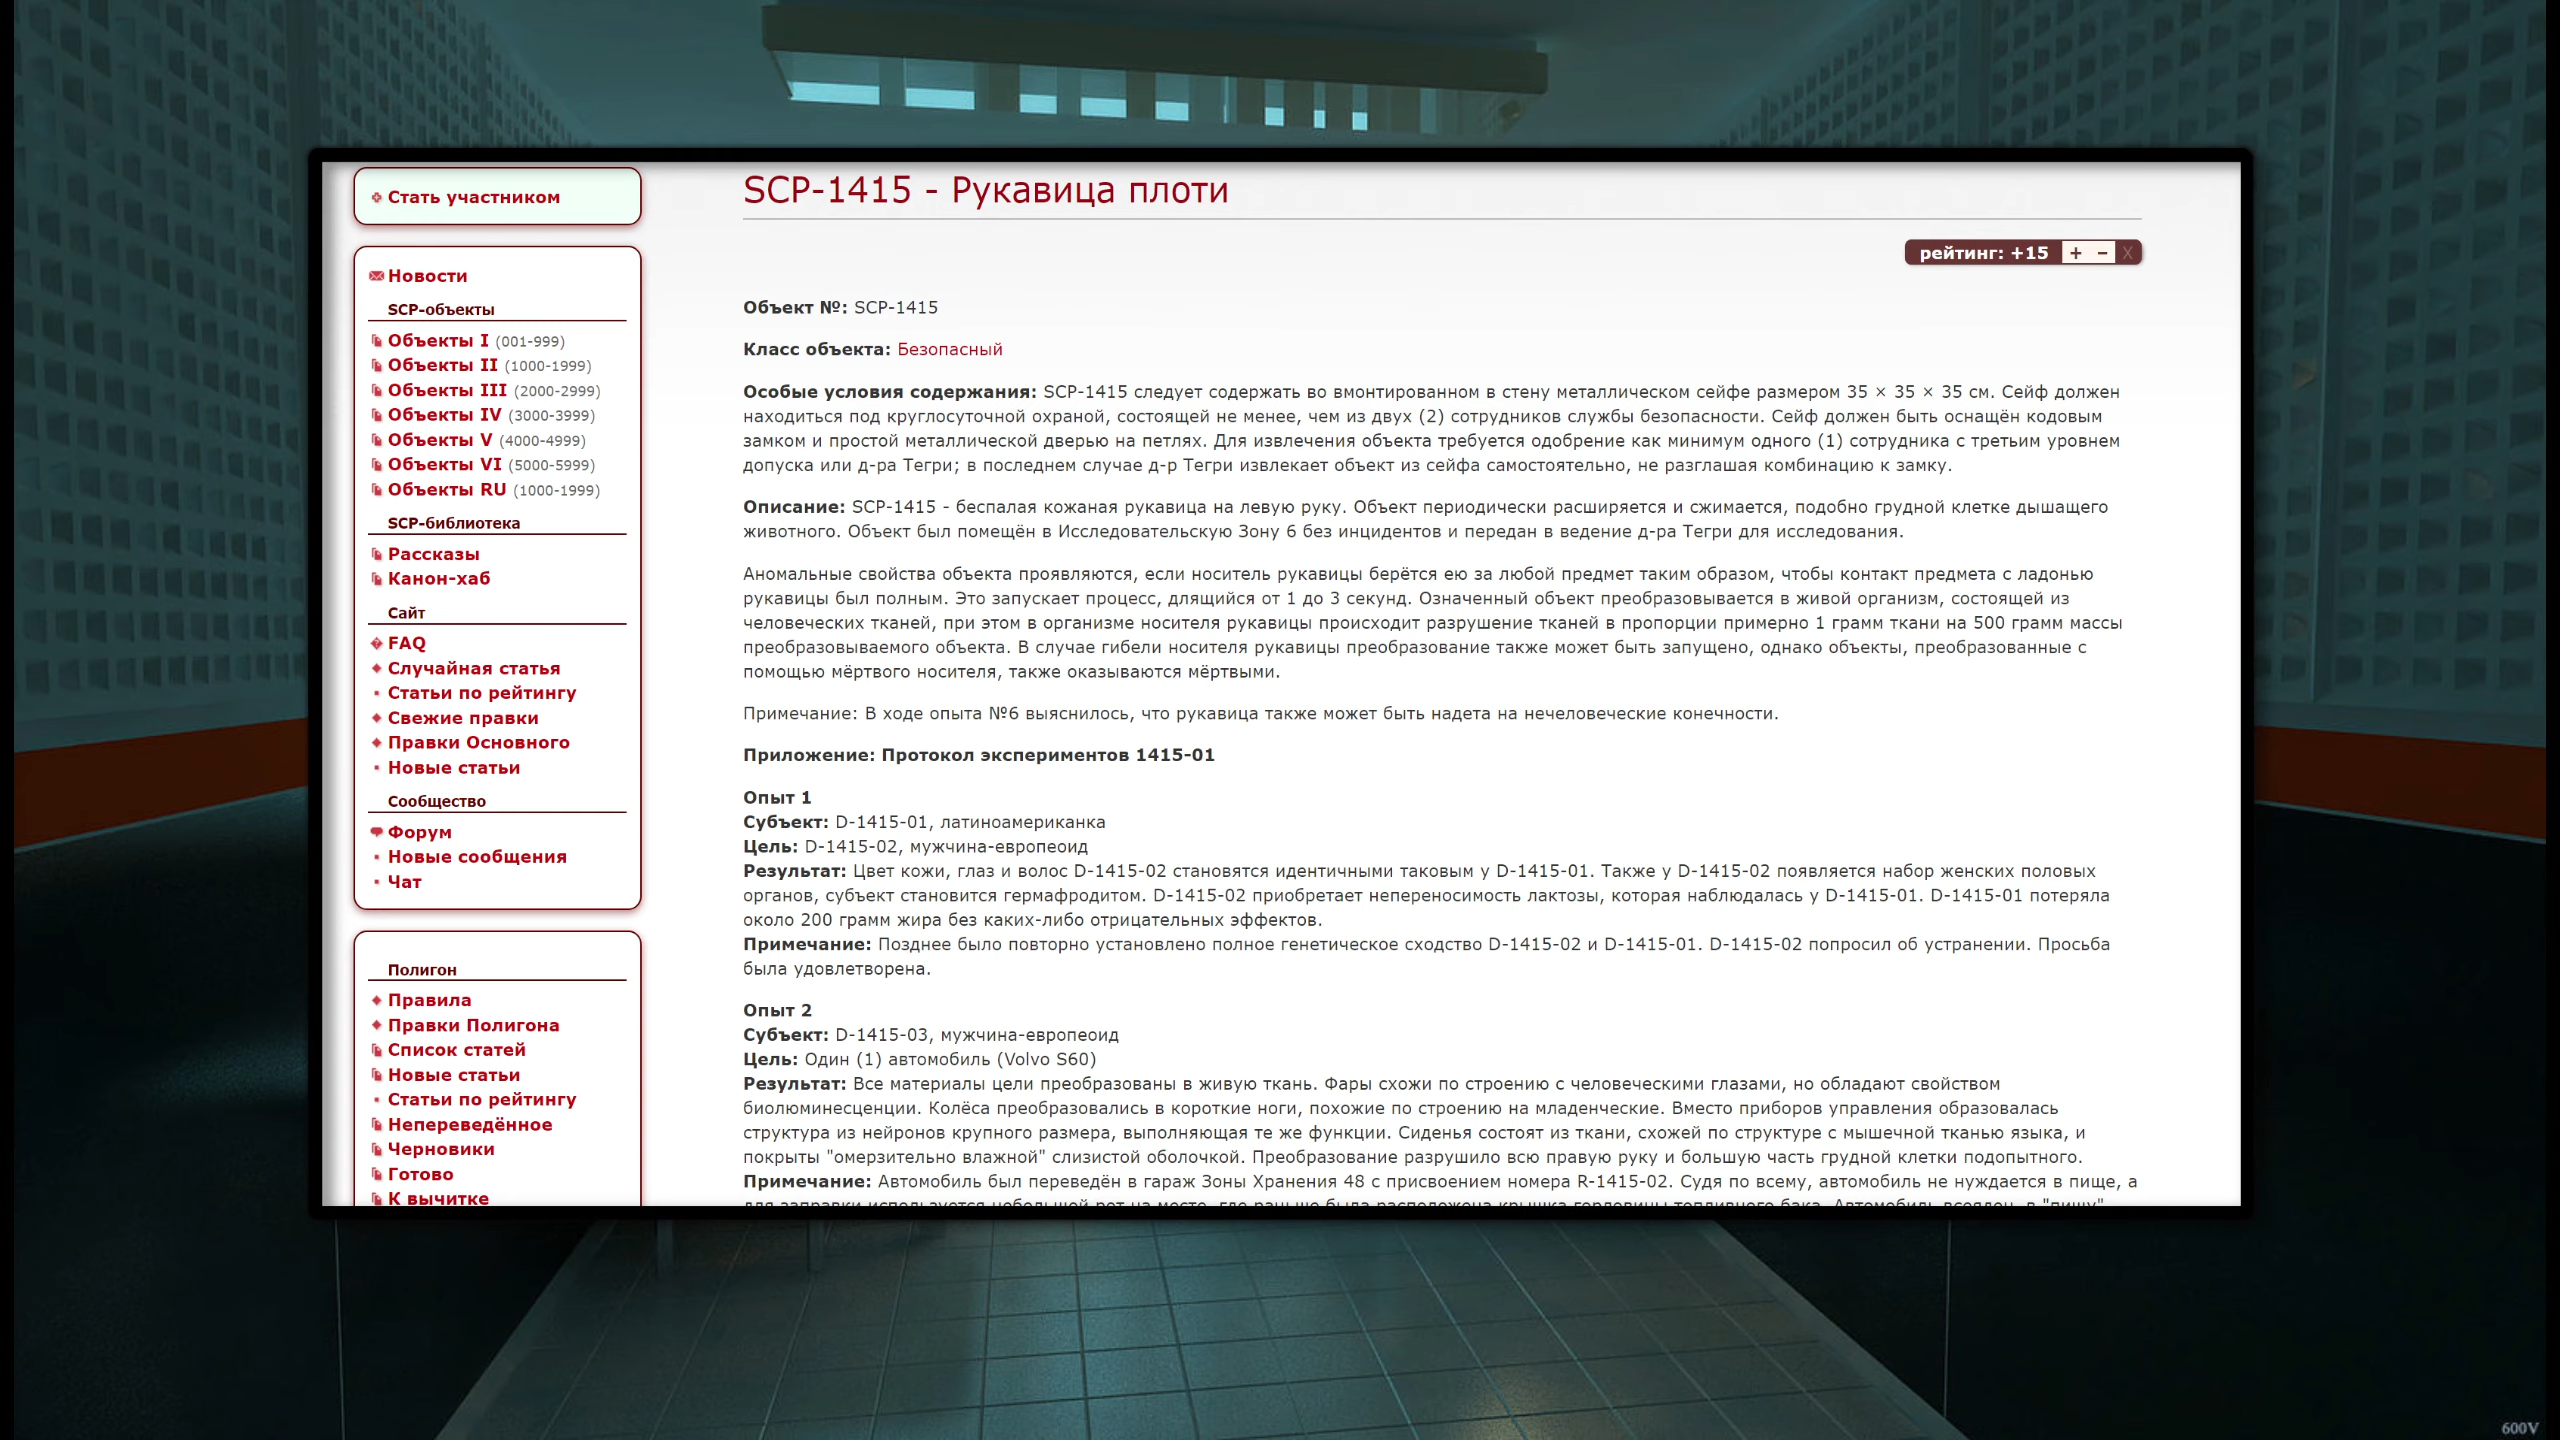 Стать участником
Новости
SCP-объекты
Объекты I (001-999)
Объекты II (1000-1999)
Объекты III (2000-2999)
Объекты IV (3000-3999)
Объекты V (4000-4999)
Объекты VI (5000-5999)
Объекты RU (1000-1999)
SCP-библиотека
Рассказы
Канон-хаб
Сайт
FAQ
Случайная статья
Статьи по рейтингу
Свежие правки
Правки Основного
Новые статьи
Сообщество
Форум
Новые сообщения
Чат
Полигон
Правила
Правки Полигона
Список статей
Новые статьи
Статьи по рейтингу
Непереведённое
Черновики
Готово
К вычитке
SCP-1415 - Рукавица плоти
рейтинг: +15 + – X
Объект №: SCP-1415
Класс объекта: Безопасный
Особые условия содержания: SCP-1415 следует содержать во вмонтированном в стену металлическом сейфе размером 35 × 35 × 35 см. Сейф должен
находиться под круглосуточной охраной, состоящей не менее, чем из двух (2) сотрудников службы безопасности. Сейф должен быть оснащён кодовым
замком и простой металлической дверью на петлях. Для извлечения объекта требуется одобрение как минимум одного (1) сотрудника с третьим уровнем
допуска или д-ра Тегри; в последнем случае д-р Тегри извлекает объект из сейфа самостоятельно, не разглашая комбинацию к замку.
Описание: SCP-1415 - беспалая кожаная рукавица на левую руку. Объект периодически расширяется и сжимается, подобно грудной клетке дышащего
животного. Объект был помещён в Исследовательскую Зону 6 без инцидентов и передан в ведение д-ра Тегри для исследования.
Аномальные свойства объекта проявляются, если носитель рукавицы берётся ею за любой предмет таким образом, чтобы контакт предмета с ладонью
рукавицы был полным. Это запускает процесс, длящийся от 1 до 3 секунд. Означенный объект преобразовывается в живой организм, состоящей из
человеческих тканей, при этом в организме носителя рукавицы происходит разрушение тканей в пропорции примерно 1 грамм ткани на 500 грамм массы
преобразовываемого объекта. В случае гибели носителя рукавицы преобразование также может быть запущено, однако объекты, преобразованные с
помощью мёртвого носителя, также оказываются мёртвыми.
Примечание: В ходе опыта №6 выяснилось, что рукавица также может быть надета на нечеловеческие конечности.
Приложение: Протокол экспериментов 1415-01
Опыт 1
Субъект: D-1415-01, латиноамериканка
Цель: D-1415-02, мужчина-европеоид
Результат: Цвет кожи, глаз и волос D-1415-02 становятся идентичными таковым у D-1415-01. Также у D-1415-02 появляется набор женских половых
органов, субъект становится гермафродитом. D-1415-02 приобретает непереносимость лактозы, которая наблюдалась у D-1415-01. D-1415-01 потеряла
около 200 грамм жира без каких-либо отрицательных эффектов.
Примечание: Позднее было повторно установлено полное генетическое сходство D-1415-02 и D-1415-01. D-1415-02 попросил об устранении. Просьба
была удовлетворена.
Опыт 2
Субъект: D-1415-03, мужчина-европеоид
Цель: Один (1) автомобиль (Volvo S60)
Результат: Все материалы цели преобразованы в живую ткань. Фары схожи по строению с человеческими глазами, но обладают свойством
биолюминесценции. Колёса преобразовались в короткие ноги, похожие по строению на младенческие. Вместо приборов управления образовалась
структура из нейронов крупного размера, выполняющая те же функции. Сиденья состоят из ткани, схожей по структуре с мышечной тканью языка, и
покрыты "омерзительно влажной" слизистой оболочкой. Преобразование разрушило всю правую руку и большую часть грудной клетки подопытного.
Примечание: Автомобиль был переведён в гараж Зоны Хранения 48 с присвоением номера R-1415-02. Судя по всему, автомобиль не нуждается в пище, а
для заправки используется небольшой рот на месте, где раньше была расположена крышка горловины топливного бака. Автомобиль всеяден, в "пищу"
600V